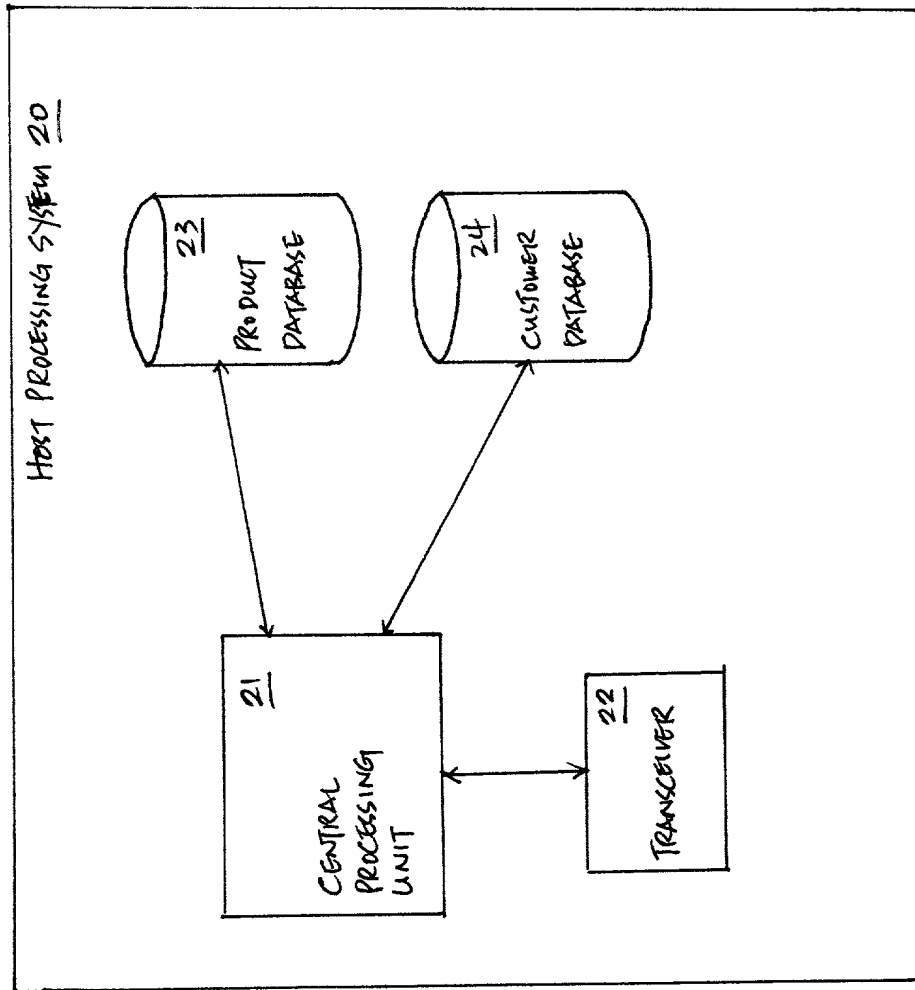 HOST PROCESSING SYSTEM 20
21
CENTRAL
PROCESSING
UNIT
22
TRANSCEIVER
23
PRODUCT
DATABASE
24
CUSTOMER
DATABASE